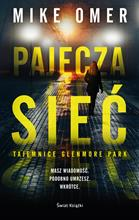 MIKE OMER
PAJĘCZA
SIEĆ
TAJEMNICE GLENMORE PARK
MASZ WIADOMOŚĆ.
PODOBNO UMRZESZ.
WKRÓTCE.
Świat Książki